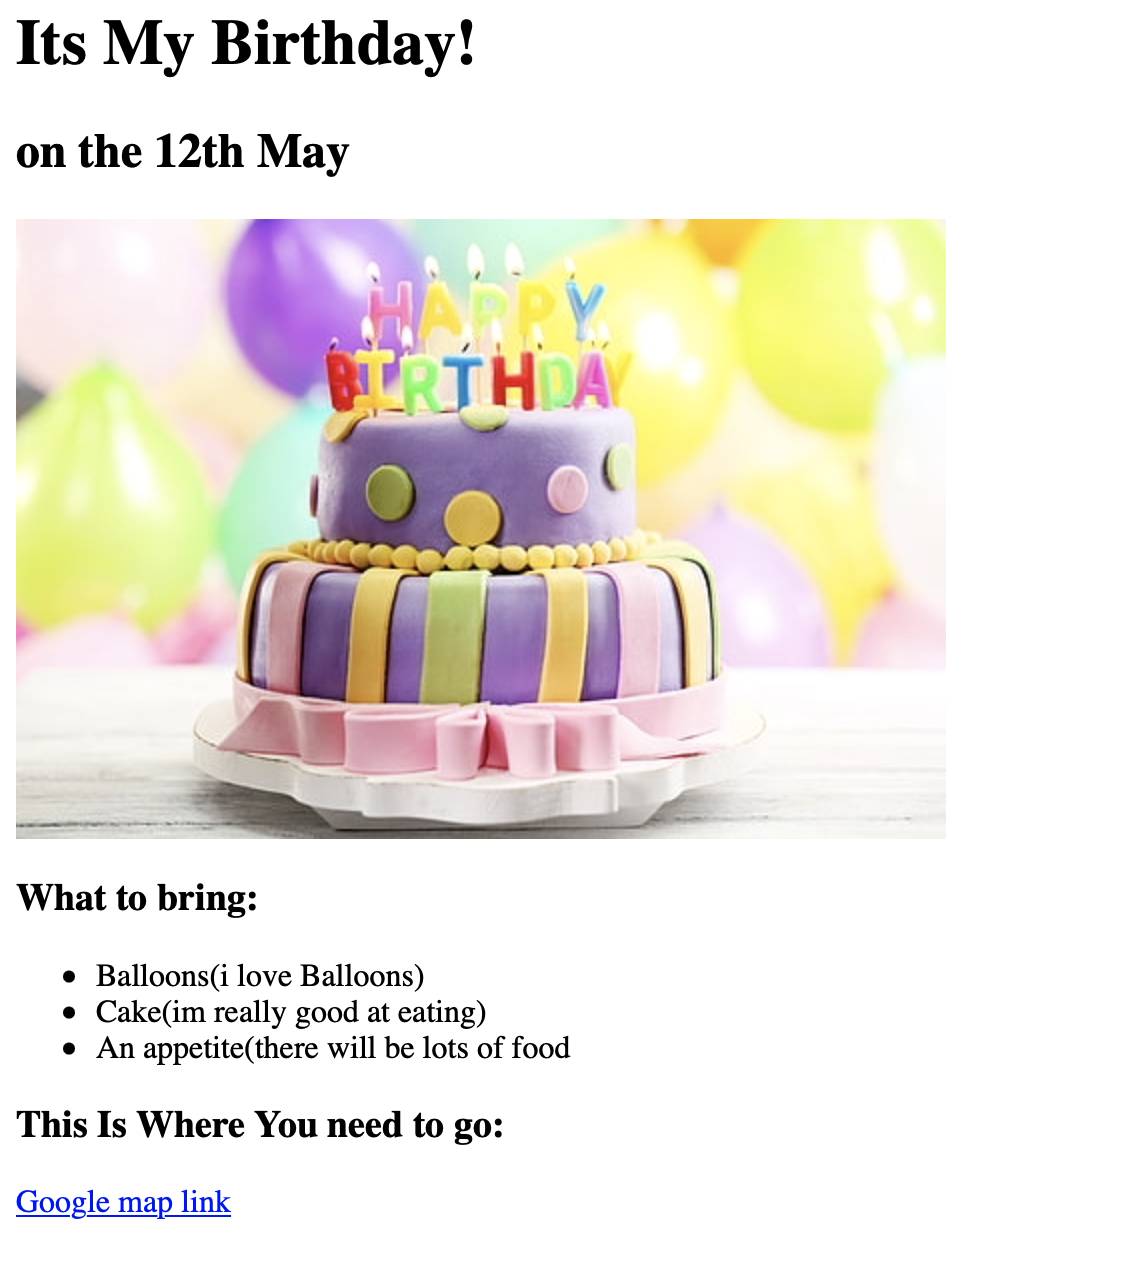 Its My Birthday!
on the 12th May
HAPPY
BIRTHDAY
What to bring:
Balloons(i love Balloons)
Cake(im really good at eating)
An appetite(there will be lots of food
This Is Where You need to go:
Google map link